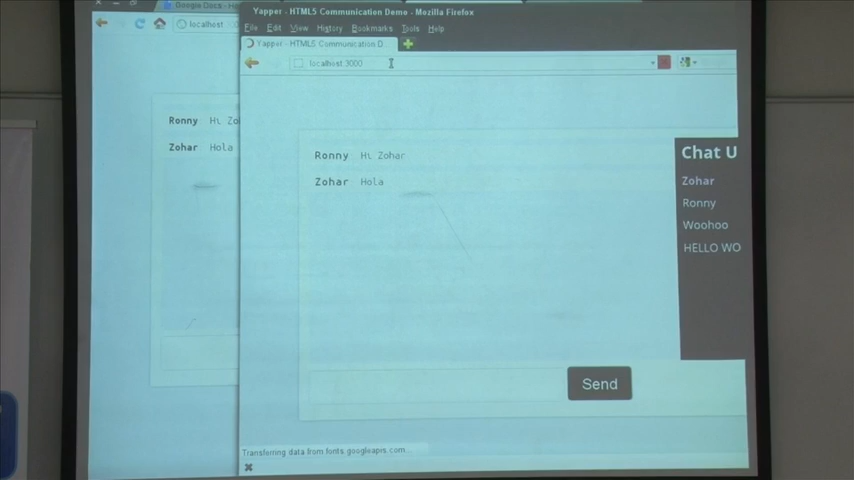 Google Docs - He
localhost
Ronny Hi Zo
Zohar Hola
Yapper - HTML5 Communication Demo - Mozilla Firefox
File Edit View History Bookmarks Tools Help
Yapper - HTML5 Communication D...
localhost:3000
Ronny Hi Zohar
Zohar Hola
Send
Chat U
Zohar
Ronny
Woohoo
HELLO WO
Transferring data from fonts.googleapis.com...